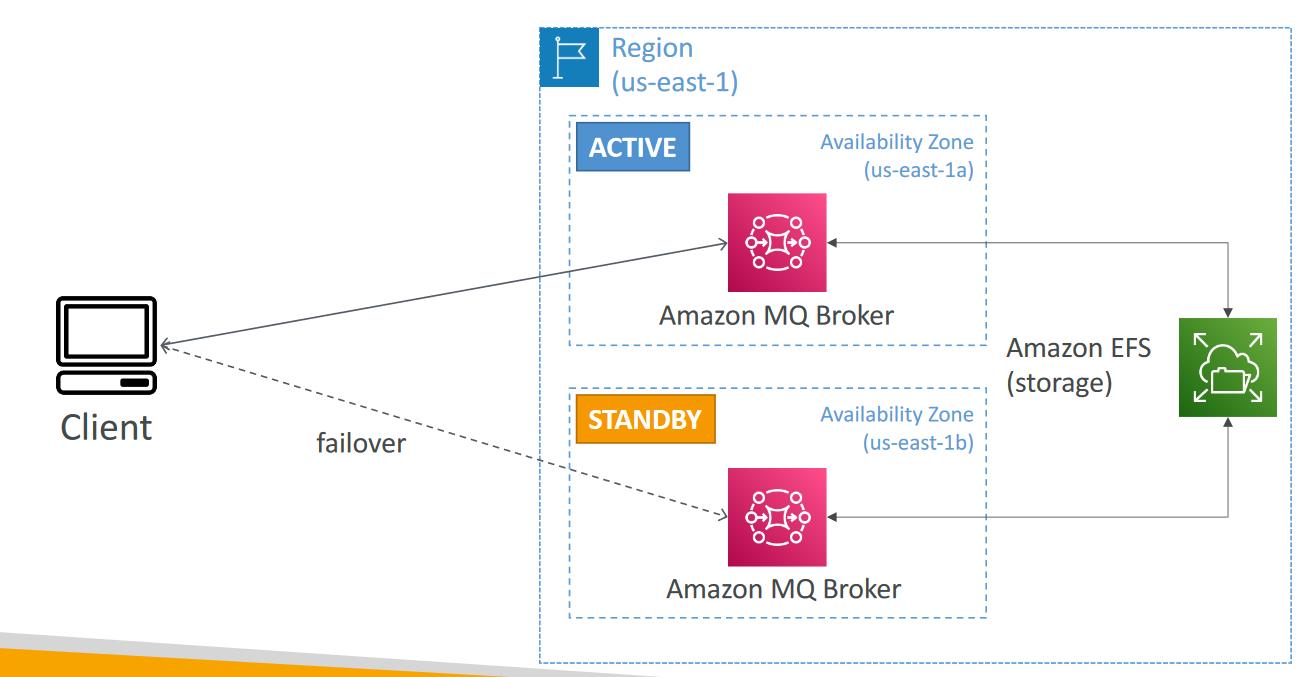 Region
(us-east-1)
ACTIVE
Availability Zone
(us-east-1a)
Amazon MQ Broker
Client
failover
Amazon EFS
(storage)
STANDBY
Availability Zone
(us-east-1b)
Amazon MQ Broker